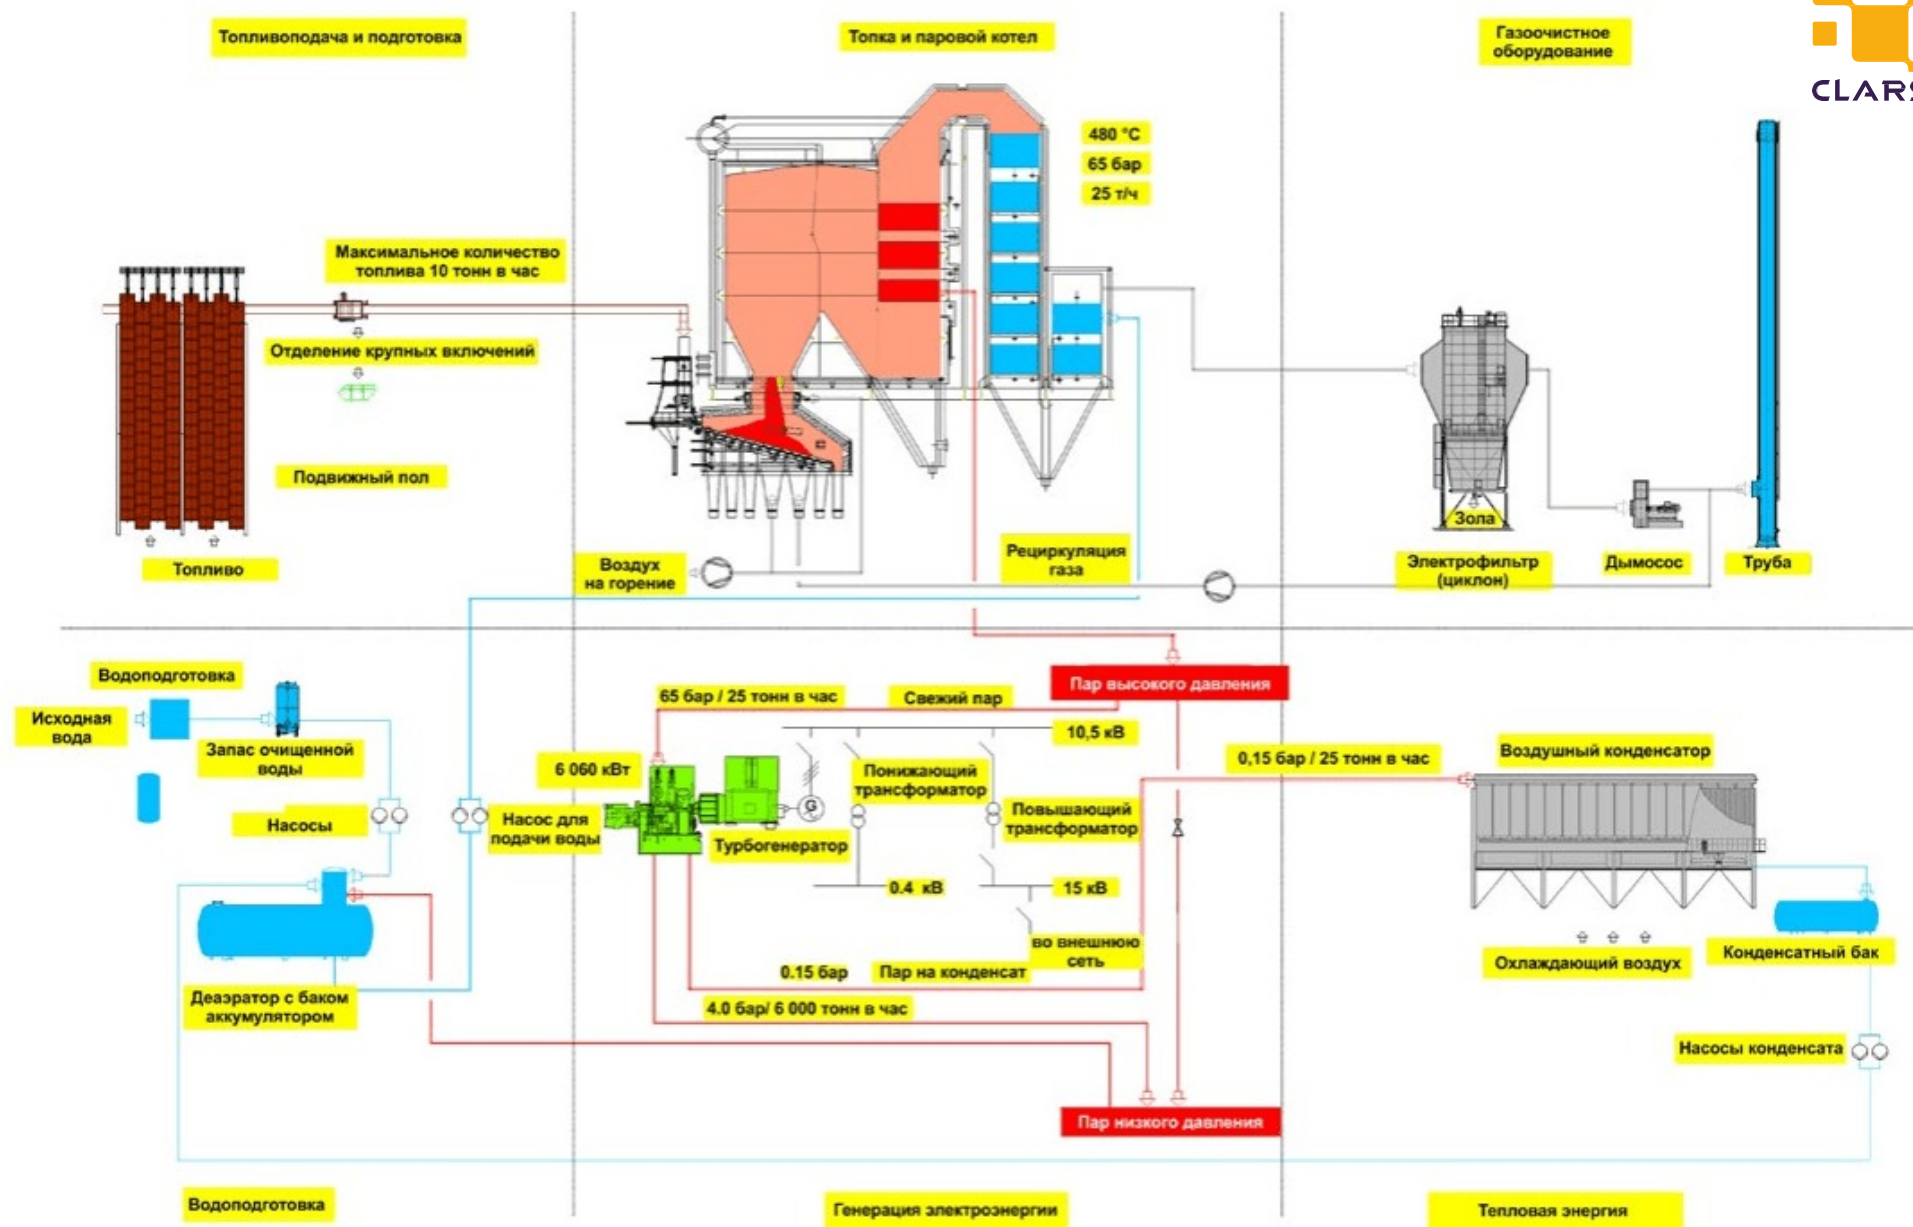 Топливоподача и подготовка
Топка и паровой котел
Газоочистное
оборудование
CLARS
480 °C
65 бар
25 т/ч
Максимальное количество
топлива 10 тонн в час
Отделение крупных включений
Подвижный пол
Топливо
Воздух
на горение
Рециркуляция
газа
Зола
Электрофильтр
(циклон)
Дымосос
Труба
Водоподготовка
Исходная
вода
Запас очищенной
воды
Насосы
Насос для
подачи воды
Деаэратор с баком
аккумулятором
65 бар / 25 тонн в час
Свежий пар
Пар высокого давления
10,5 кВ
6 060 кВт
Понижающий
трансформатор
Повышающий
трансформатор
G
Турбогенератор
0.4 кВ
15 кВ
во внешнюю
сеть
0.15 бар
Пар на конденсат
4.0 бар/ 6 000 тонн в час
Пар низкого давления
0,15 бар / 25 тонн в час
Воздушный конденсатор
Охлаждающий воздух
Конденсатный бак
Насосы конденсата
Водоподготовка
Генерация электроэнергии
Тепловая энергия